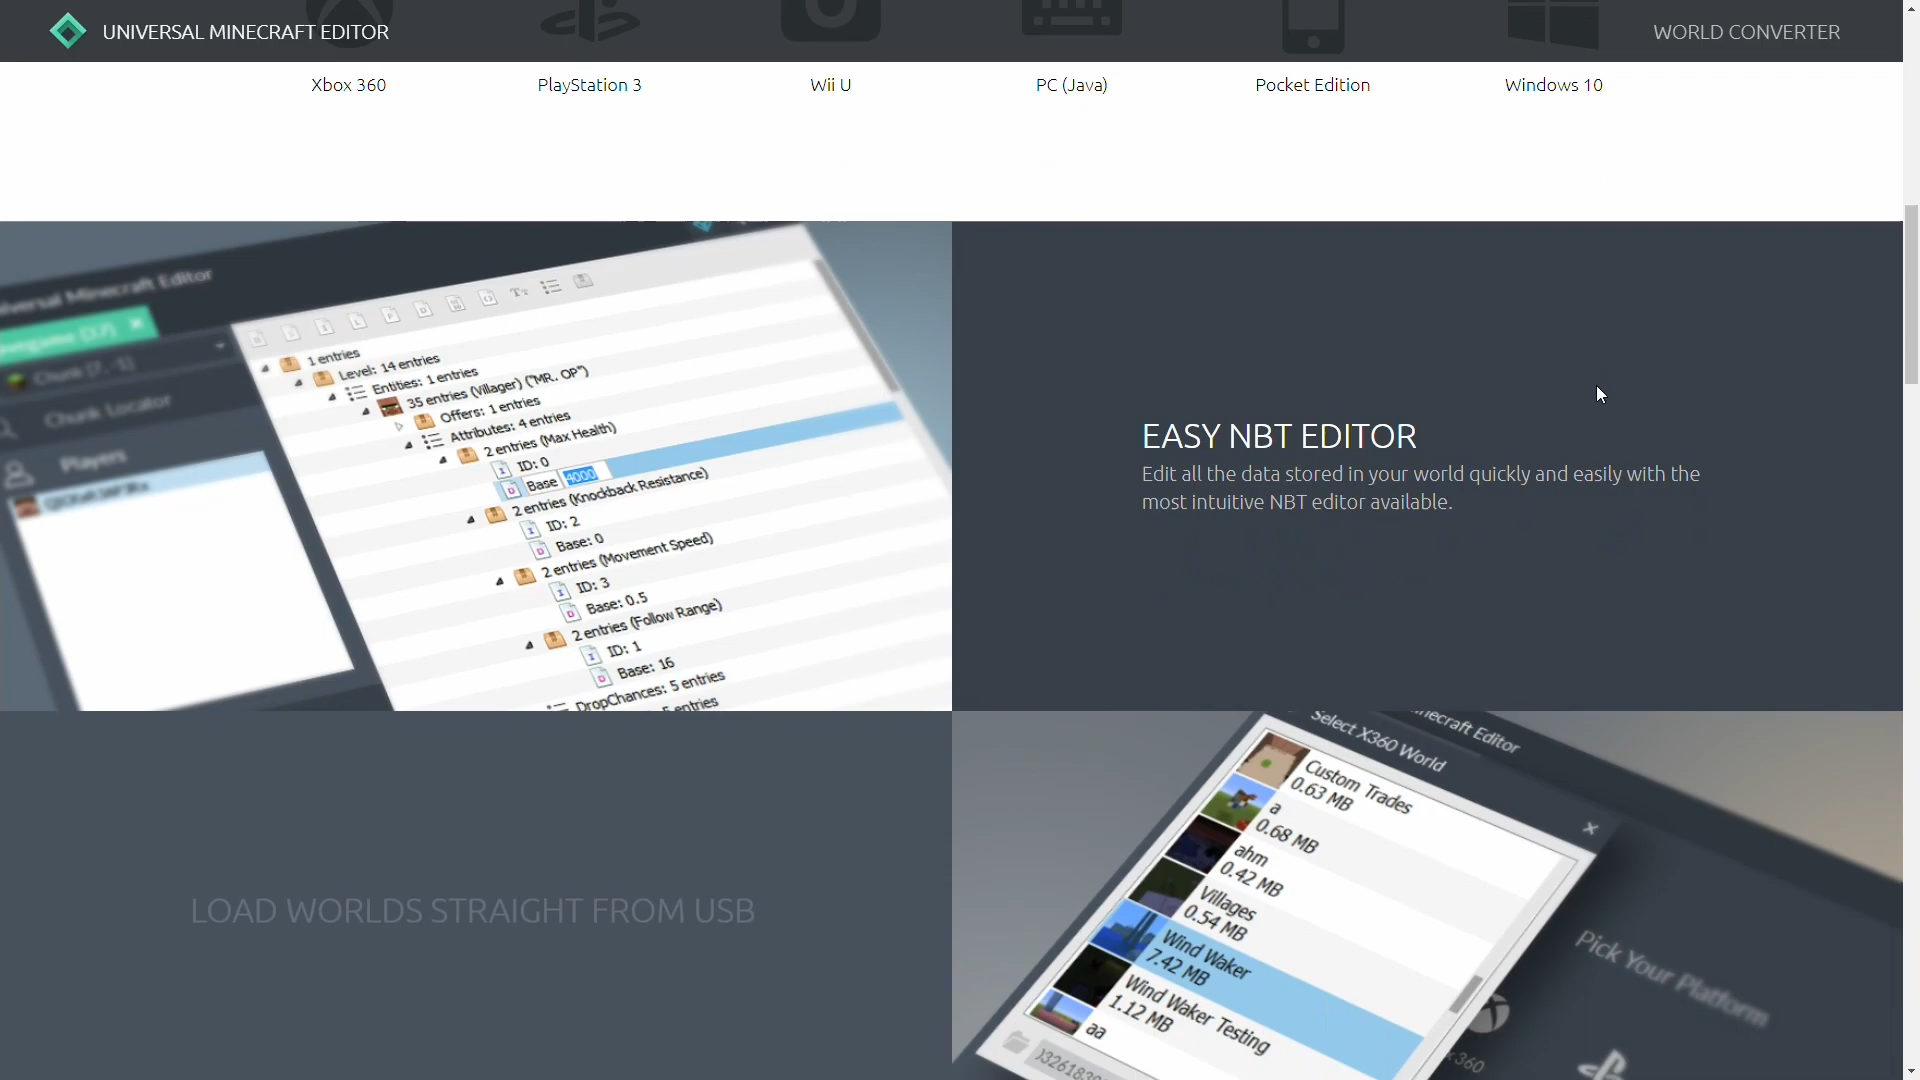 UNIVERSAL MINECRAFT EDITOR
WORLD CONVERTER
Xbox 360
PlayStation 3
Wii U
PC (Java)
Pocket Edition
Windows 10
Universal Minecraft Editor
Chunk [7, -1]
Chunk Locator
Players
1 entries
Level: 14 entries
Entities: 1 entries
35 entries (Villager) ("MR.. OP")
Offers: 1 entries
Attributes: 4 entries
2 entries (Max Health)
ID: 0
Base 4000
2 entries (Knockback Resistance)
ID: 2
Base: 0
2 entries (Movement Speed)
ID: 3
Base: 0.5
2 entries (Follow Range)
ID: 1
Base: 16
DropChances: 5 entries
5 entries
EASY NBT EDITOR
Edit all the data stored in your world quickly and easily with the
most intuitive NBT editor available.
LOAD WORLDS STRAIGHT FROM USB
Minecraft Editor
Select X360 World
Custom Trades
0.63 MB
a
0.68 MB
ahm
0.42 MB
Villages
0.54 MB
Wind Waker
7.42 MB
Wind Waker Testing
1.12 MB
aa
Pick Your Platform